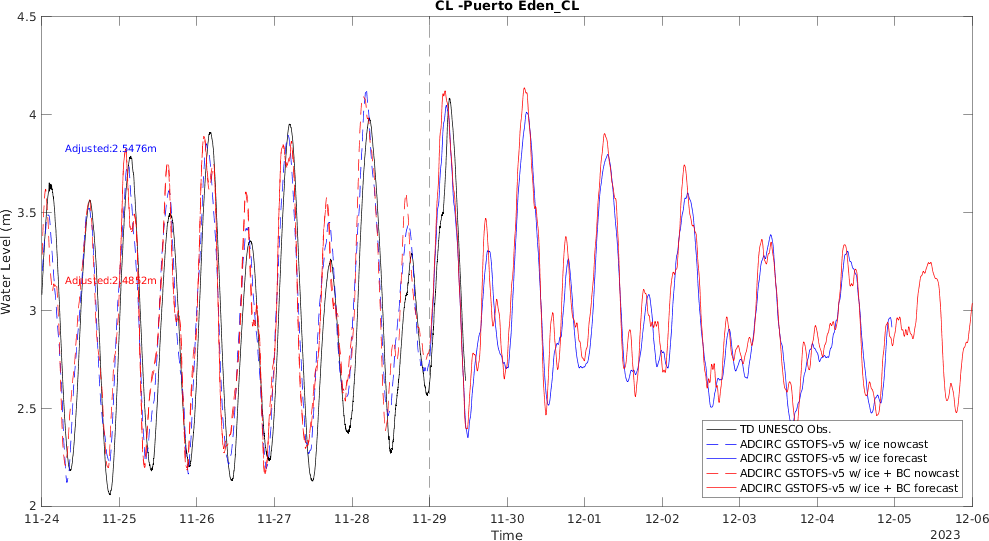 CL -Puerto Eden_CL
4.5
4
3.5
3
2.5
2
Water Level (m)
Adjusted:2.5476m
Adjusted:2.4852m
TD UNESCO Obs.
ADCIRC GSTOFS-v5 w/ ice nowcast
ADCIRC GSTOFS-v5 w/ ice forecast
ADCIRC GSTOFS-v5 w/ ice + BC nowcast
ADCIRC GSTOFS-v5 w/ ice + BC forecast
11-24 11-25 11-26 11-27 11-28 11-29 11-30 12-01 12-02 12-03 12-04 12-05 12-06
Time
2023